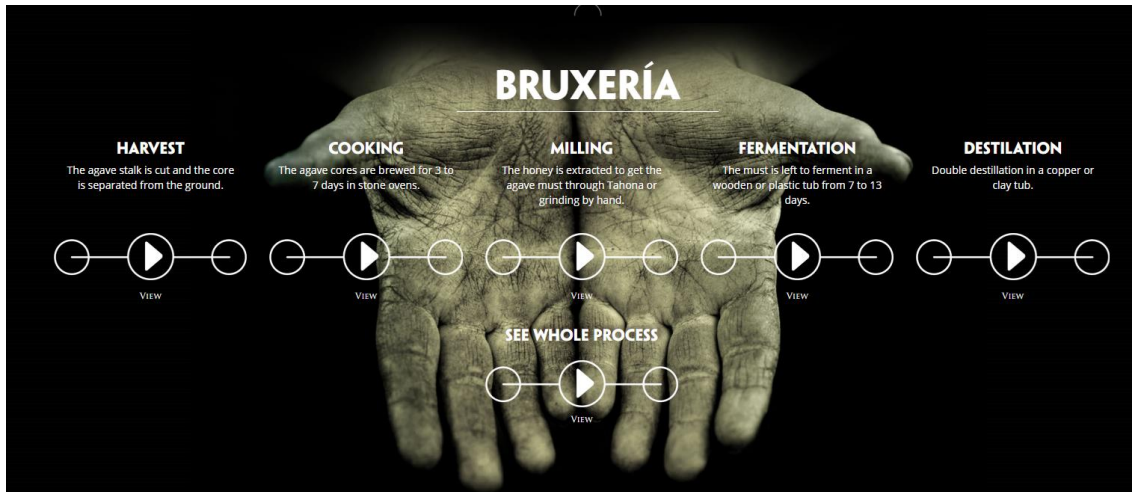 BRUXERÍA
HARVEST
The agave stalk is cut and the core
is separated from the ground.
VIEW
COOKING
The agave cores are brewed for 3 to
7 days in stone ovens.
VIEW
MILLING
The honey is extracted to get the
agave must through Tahona or
grinding by hand.
VIEW
FERMENTATION
The must is left to ferment in a
wooden or plastic tub from 7 to 13
days.
VIEW
DESTILATION
Double destillation in a copper or
clay tub.
VIEW
SEE WHOLE PROCESS
VIEW